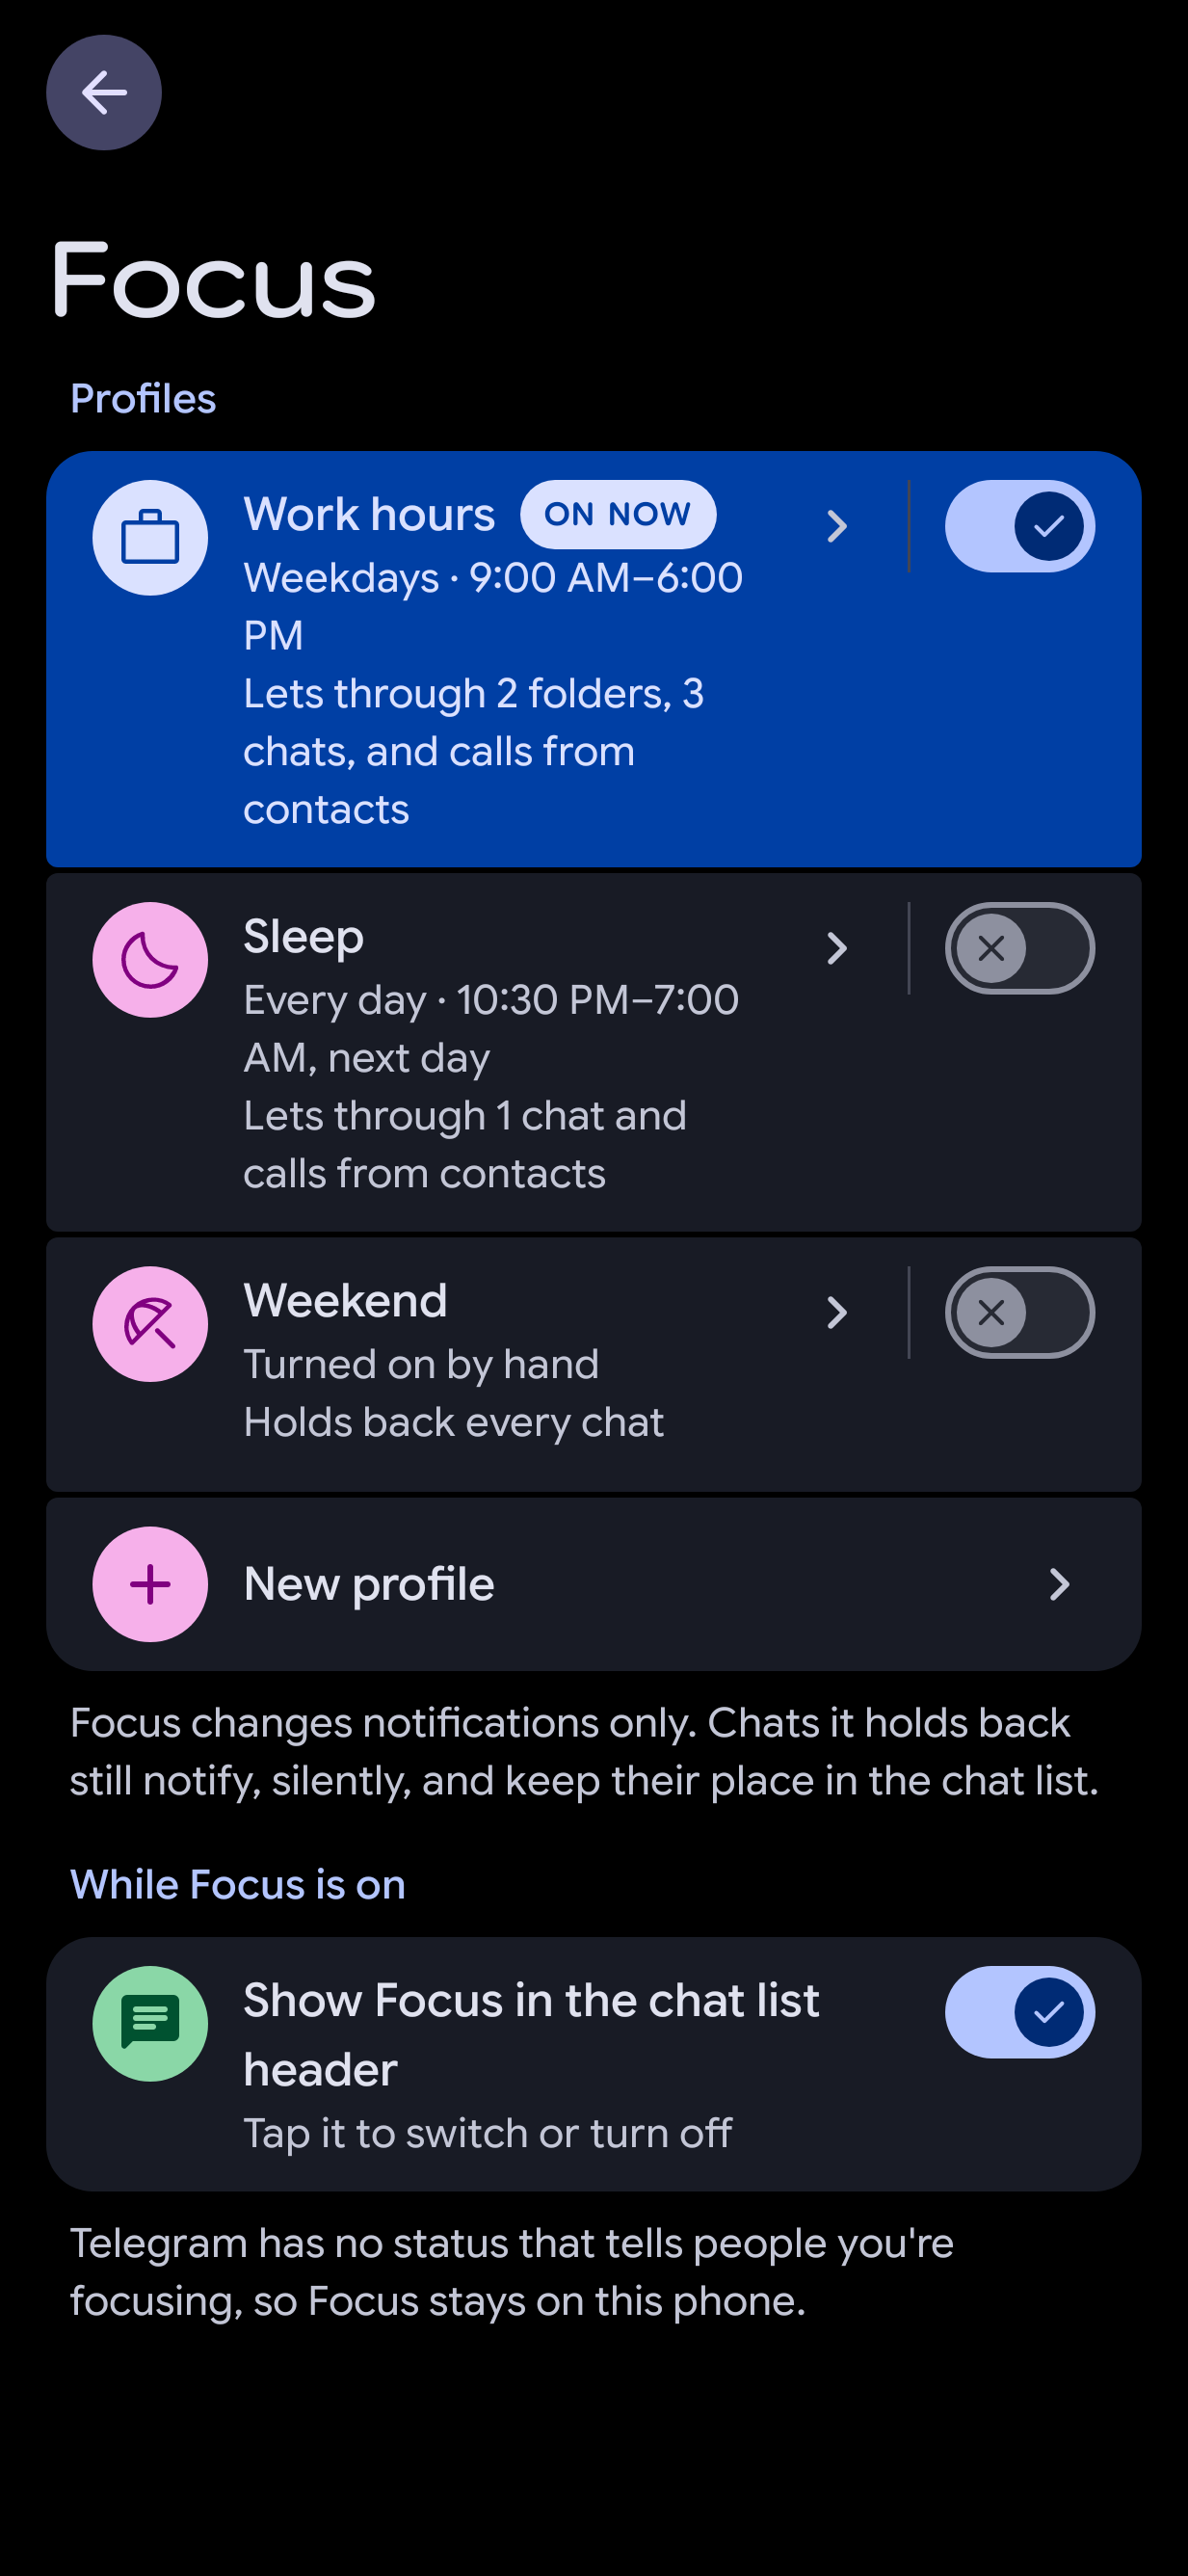 Focus
Profiles
Work hours ON NOW
Weekdays · 9:00 AM–6:00
PM
Lets through 2 folders, 3
chats, and calls from
contacts
Sleep
Every day · 10:30 PM–7:00
AM, next day
Lets through 1 chat and
calls from contacts
Weekend
Turned on by hand
Holds back every chat
New profile
Focus changes notifications only. Chats it holds back
still notify, silently, and keep their place in the chat list.
While Focus is on
Show Focus in the chat list
header
Tap it to switch or turn off
Telegram has no status that tells people you're
focusing, so Focus stays on this phone.